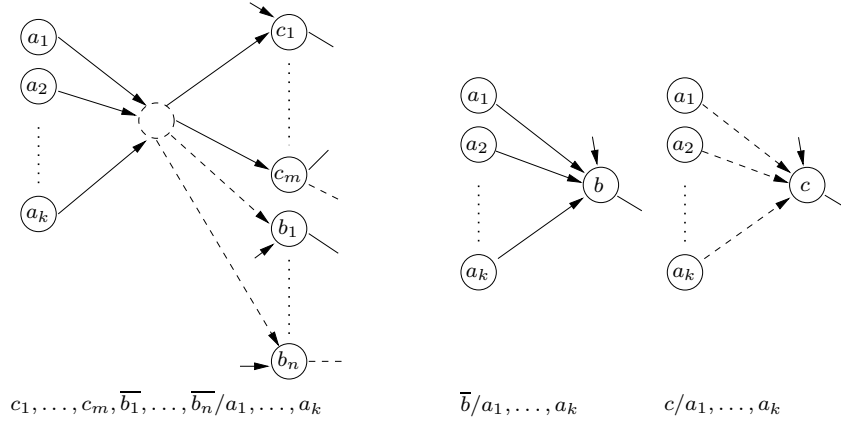 a₁
a₂
aₖ
c₁
cₘ
b₁
bₙ
c₁, . . . , cₘ, b̅₁, . . . , b̅ₙ/a₁, . . . , aₖ
a₁
a₂
aₖ
b
b̅/a₁, . . . , aₖ
a₁
a₂
aₖ
c
c/a₁, . . . , aₖ